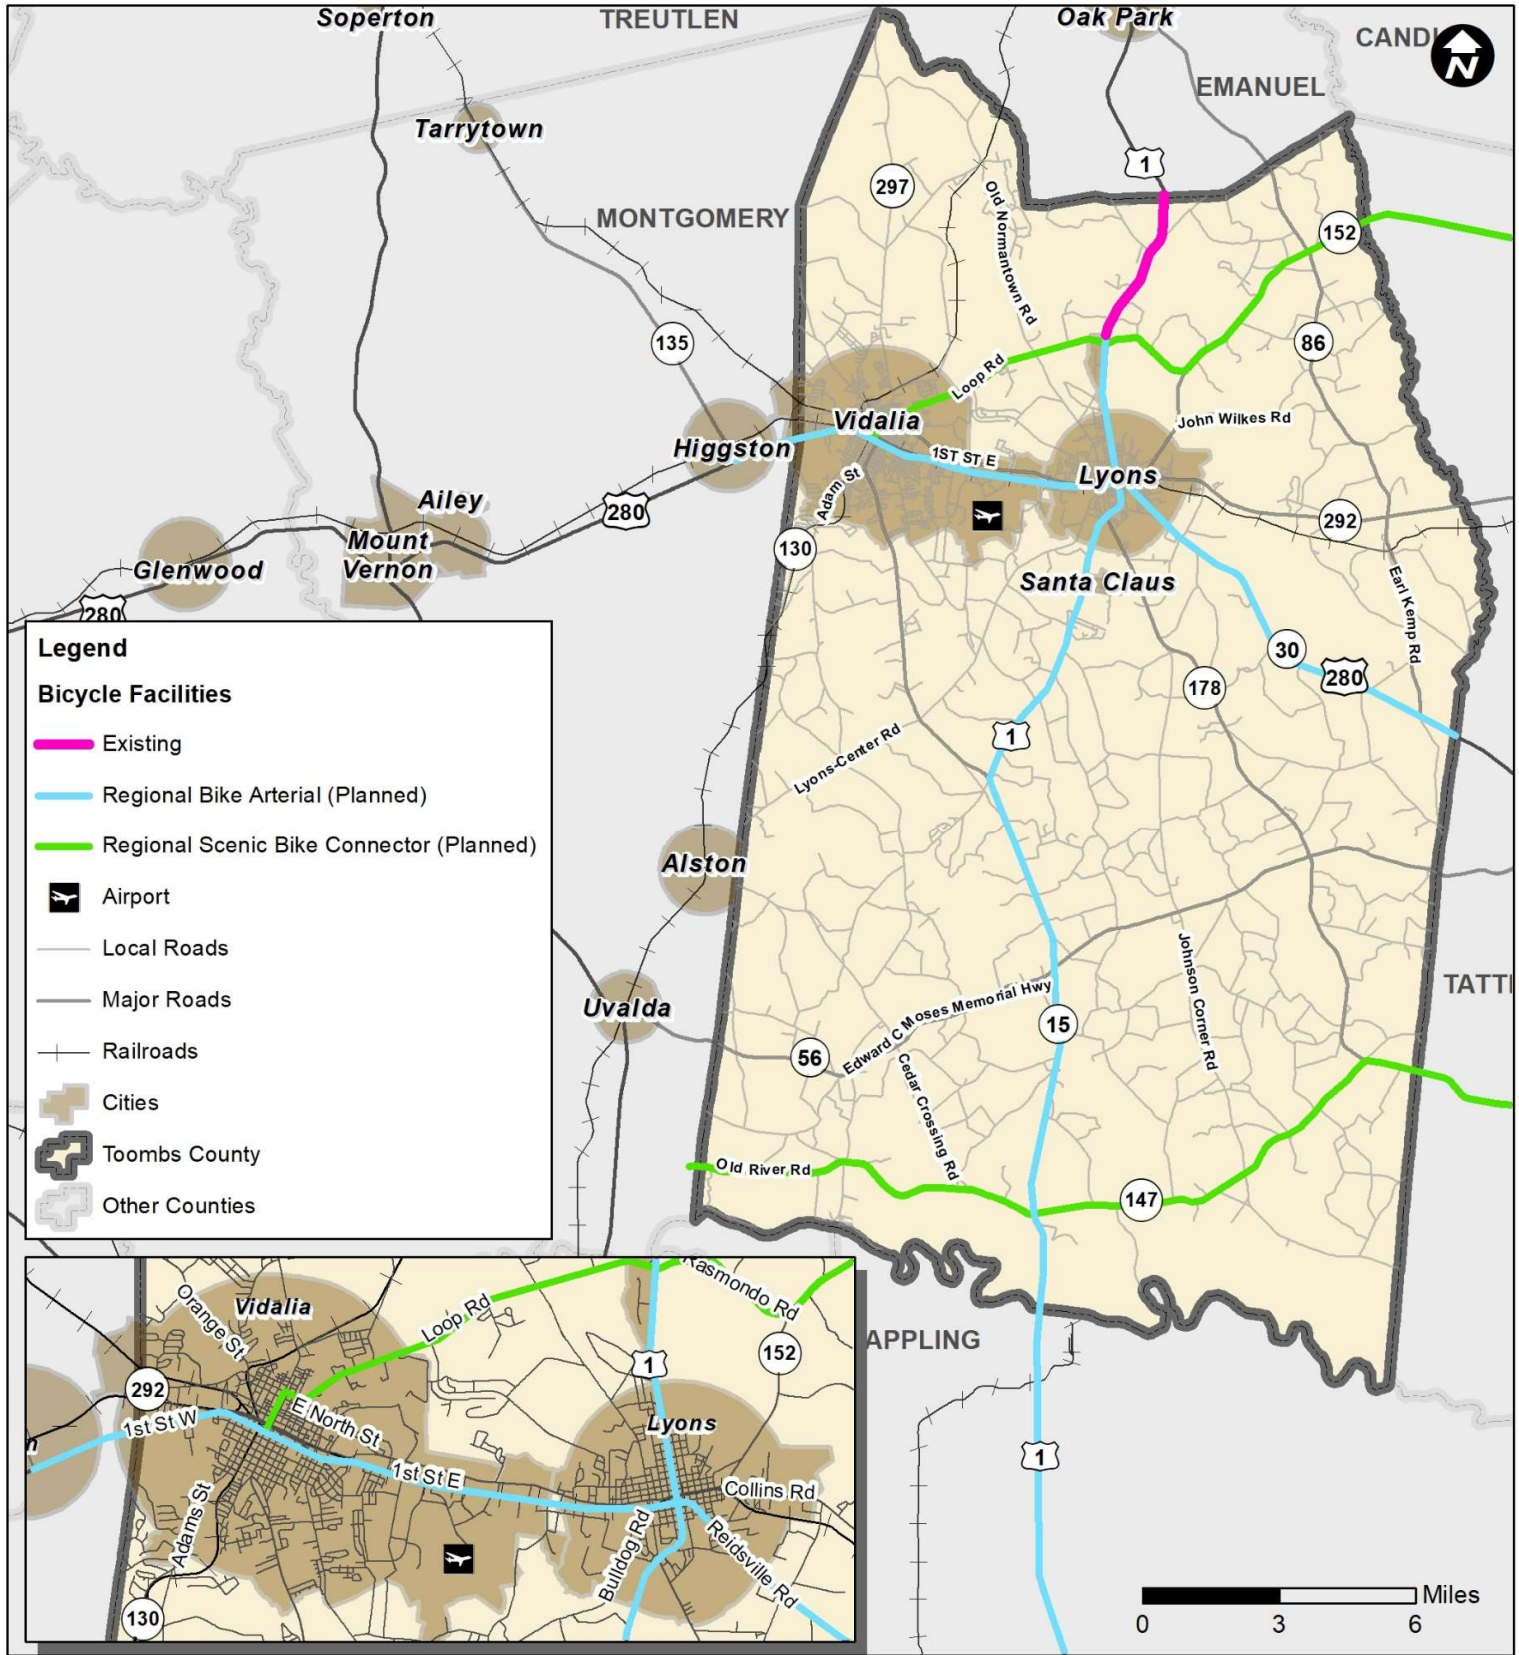 Soperton
TREUTLEN
Oak Park
CANDL
N
EMANUEL
Tarrytown
1
297
Old Normantown Rd
MONTGOMERY
152
135
86
Loop Rd
Vidalia
John Wilkes Rd
Higgston
1ST ST E
Lyons
Adam St
Ailey
280
292
Mount
Vernon
130
Glenwood
Santa Claus
Earl Kemp Rd
280
30
280
178
1
Lyons-Center Rd
Alston
Johnson Corner Rd
TATT
Uvalda
Edward C Moses Memorial Hwy
15
56
Cedar Crossing Rd
Old River Rd
147
APPLING
1
Legend
Bicycle Facilities
Existing
Regional Bike Arterial (Planned)
Regional Scenic Bike Connector (Planned)
Airport
Local Roads
Major Roads
Railroads
Cities
Toombs County
Other Counties
Rasmondo Rd
Orange St
Vidalia
Loop Rd
1
152
292
E North St
Lyons
1st St W
n
1st St E
Collins Rd
Adams St
Bulldog Rd
Reidsville Rd
130
Miles
0 3 6